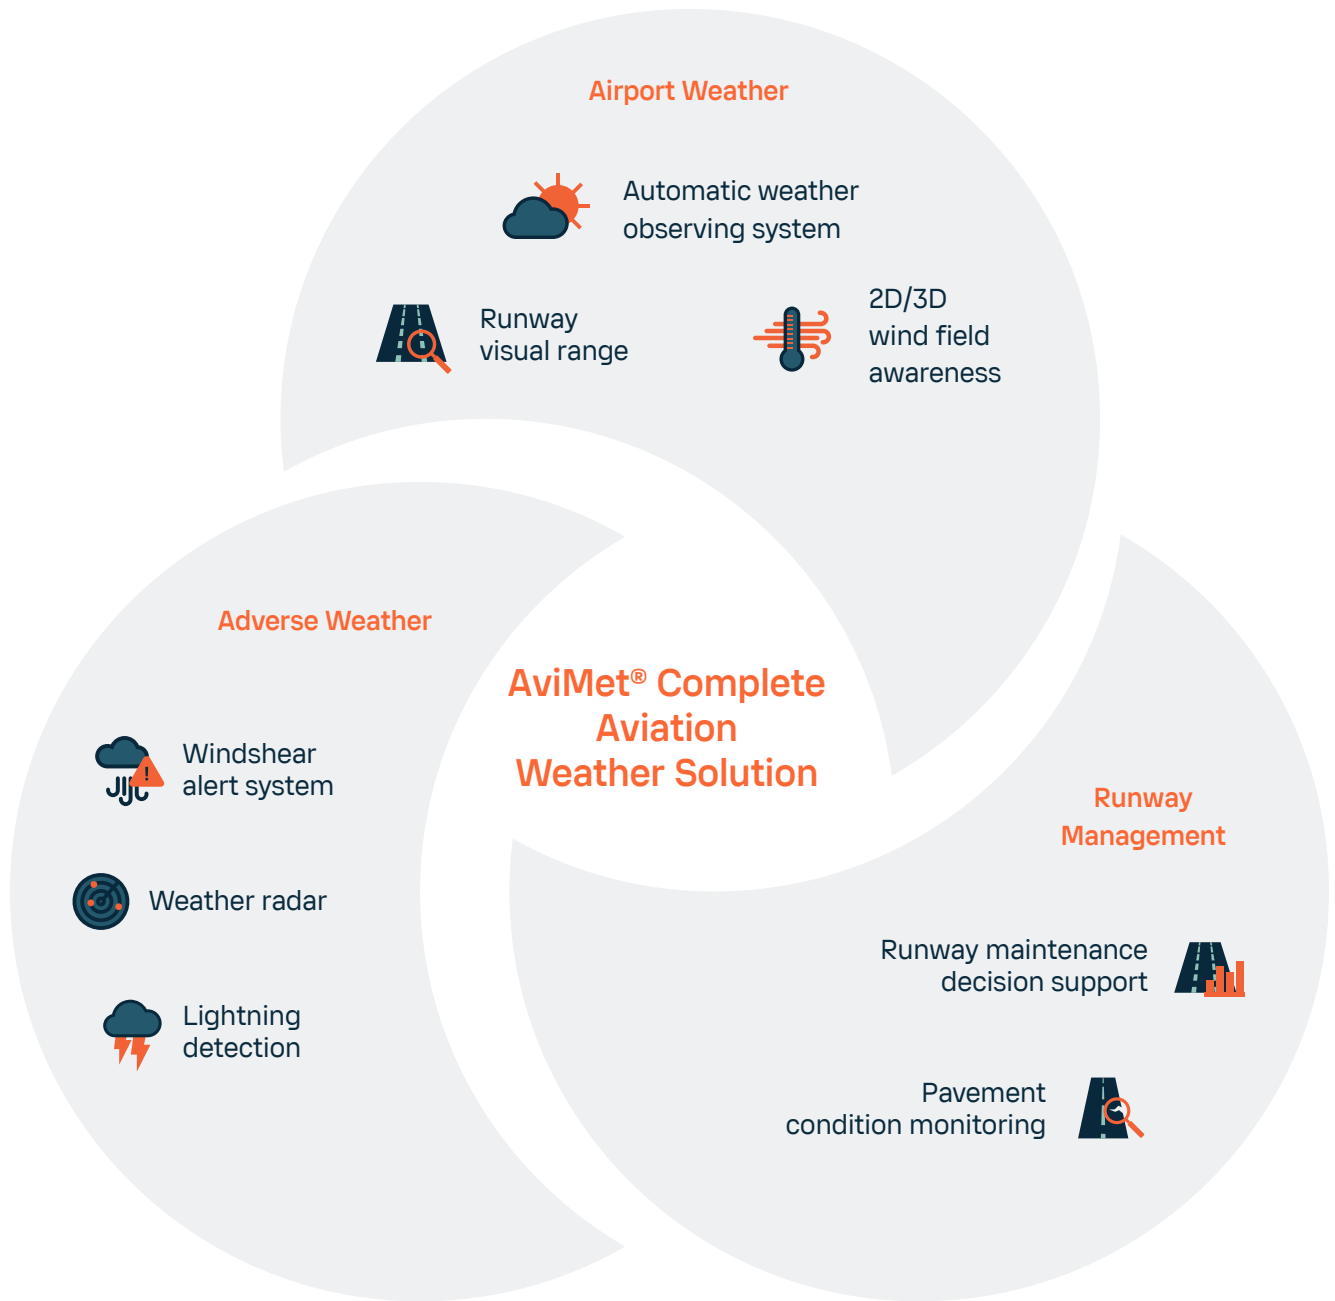 Airport Weather
Automatic weather
observing system
Runway
visual range
2D/3D
wind field
awareness
Adverse Weather
Windshear
alert system
Weather radar
Lightning
detection
AviMet® Complete
Aviation
Weather Solution
Runway
Management
Runway maintenance
decision support
Pavement
condition monitoring